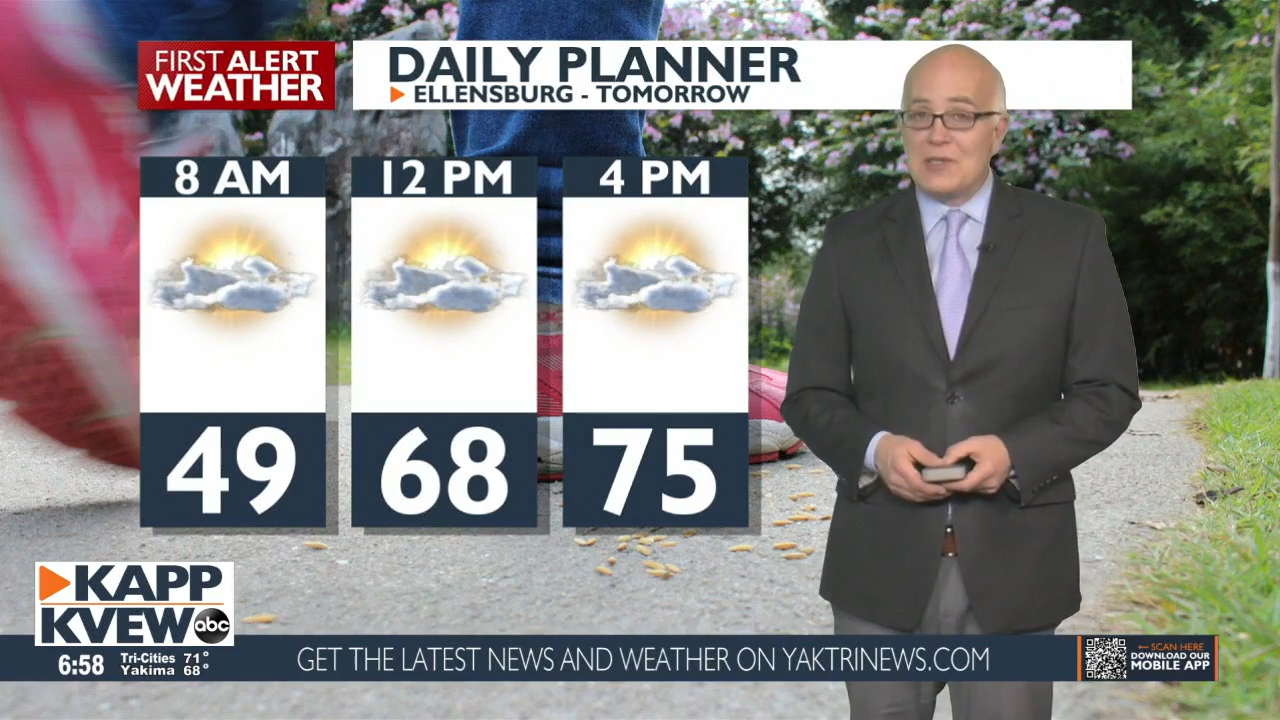 FIRST ALERT
WEATHER
DAILY PLANNER
ELLENSBURG - TOMORROW
8 AM
12 PM
4 PM
49
68
75
KAPP
KVEW abc
6:58
Tri-Cities 71°
Yakima 68°
GET THE LATEST NEWS AND WEATHER ON YAKTRINEWS.COM
SCAN HERE
DOWNLOAD OUR
MOBILE APP